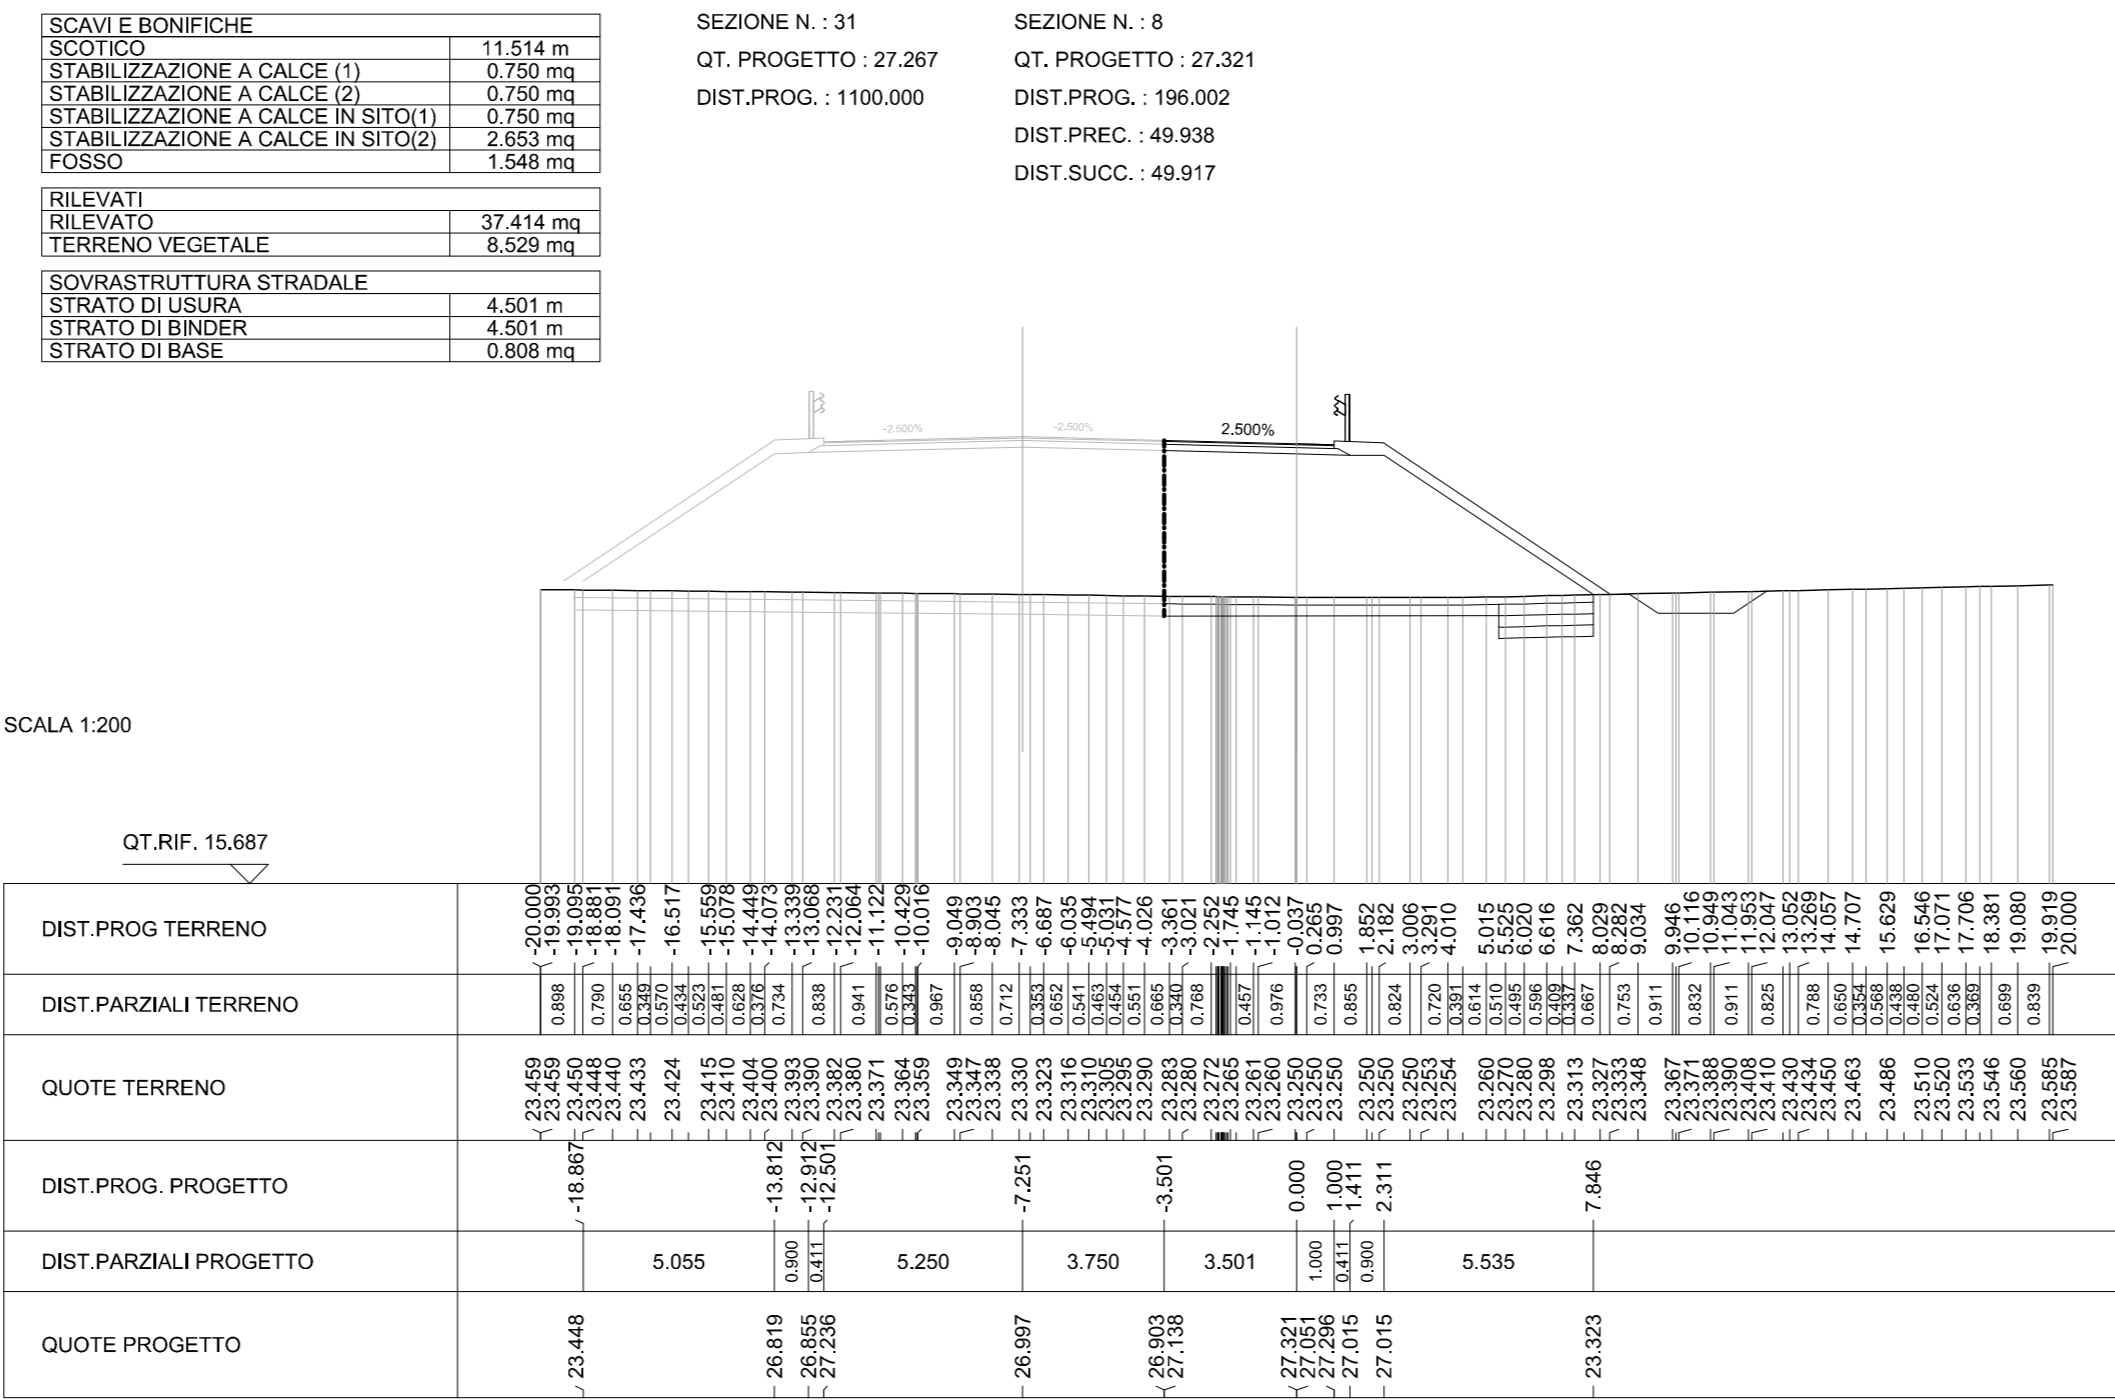 SCAVI E BONIFICHE
SCOTICO 11.514 m
STABILIZZAZIONE A CALCE (1) 0.750 mq
STABILIZZAZIONE A CALCE (2) 0.750 mq
STABILIZZAZIONE A CALCE IN SITO(1) 0.750 mq
STABILIZZAZIONE A CALCE IN SITO(2) 2.653 mq
FOSSO 1.548 mq
RILEVATI
RILEVATO 37.414 mq
TERRENO VEGETALE 8.529 mq
SOVRASTRUTTURA STRADALE
STRATO DI USURA 4.501 m
STRATO DI BINDER 4.501 m
STRATO DI BASE 0.808 mq
SEZIONE N. : 31
QT. PROGETTO : 27.267
DIST.PROG. : 1100.000
SEZIONE N. : 8
QT. PROGETTO : 27.321
DIST.PROG. : 196.002
DIST.PREC. : 49.938
DIST.SUCC. : 49.917
-2.500% -2.500% 2.500%
SCALA 1:200
QT.RIF. 15.687
DIST.PROG TERRENO -20.000 -19.993 -19.095 -18.881 -18.091 -17.436 -16.517 -15.559 -15.078 -14.449 -14.073 -13.339 -13.068 -12.231 -12.064 -11.122 -10.429 -10.016 -9.049 -8.903 -8.045 -7.333 -6.687 -6.035 -5.494 -5.031 -4.577 -4.026 -3.361 -3.021 -2.252 -1.745 -1.145 -1.012 -0.037 0.265 0.997 1.852 2.182 3.006 3.291 4.010 5.015 5.525 6.020 6.616 7.362 8.029 8.282 9.034 9.946 10.116 10.949 11.043 11.953 12.047 13.052 13.269 14.057 14.707 15.629 16.546 17.071 17.706 18.381 19.080 19.919 20.000
DIST.PARZIALI TERRENO 0.898 0.790 0.655 0.349 0.570 0.434 0.523 0.481 0.628 0.376 0.734 0.838 0.941 0.576 0.343 0.967 0.858 0.712 0.353 0.652 0.541 0.463 0.454 0.551 0.665 0.340 0.768 0.457 0.976 0.733 0.855 0.824 0.720 0.391 0.614 0.510 0.495 0.596 0.409 0.337 0.667 0.753 0.911 0.832 0.911 0.825 0.788 0.650 0.354 0.568 0.438 0.480 0.524 0.636 0.369 0.699 0.839
QUOTE TERRENO 23.459 23.459 23.450 23.448 23.440 23.433 23.424 23.415 23.410 23.404 23.400 23.393 23.390 23.382 23.380 23.371 23.364 23.359 23.349 23.347 23.338 23.330 23.323 23.316 23.310 23.305 23.295 23.290 23.283 23.280 23.272 23.265 23.261 23.260 23.250 23.250 23.250 23.250 23.250 23.250 23.253 23.254 23.260 23.270 23.280 23.298 23.313 23.327 23.333 23.348 23.367 23.371 23.388 23.390 23.408 23.410 23.430 23.434 23.450 23.463 23.486 23.510 23.520 23.533 23.546 23.560 23.585 23.587
DIST.PROG. PROGETTO -18.867 -13.812 -12.912 -12.501 -7.251 -3.501 0.000 1.000 1.411 2.311 7.846
DIST.PARZIALI PROGETTO 5.055 0.900 0.411 5.250 3.750 3.501 1.000 0.411 0.900 5.535
QUOTE PROGETTO 23.448 26.819 26.855 27.236 26.997 26.903 27.138 27.321 27.051 27.296 27.015 27.015 23.323